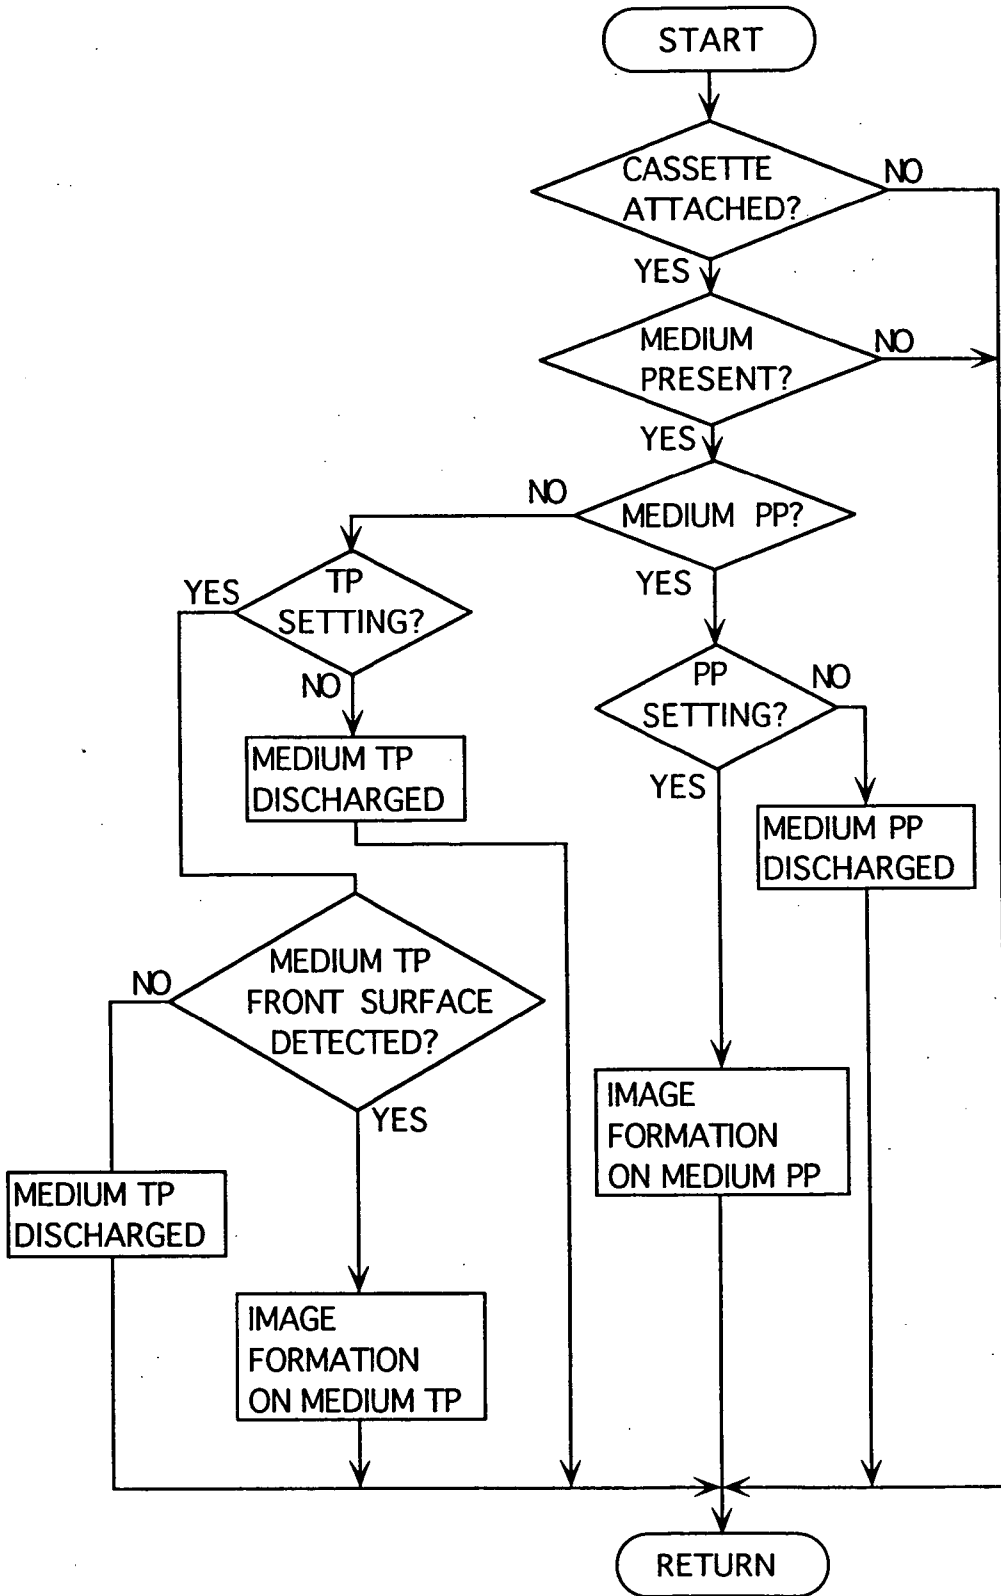 START
CASSETTE
ATTACHED?
NO
YES
MEDIUM
PRESENT?
NO
YES
MEDIUM PP?
NO
YES
TP
SETTING?
YES
NO
PP
SETTING?
NO
YES
MEDIUM TP
DISCHARGED
MEDIUM PP
DISCHARGED
MEDIUM TP
FRONT SURFACE
DETECTED?
NO
YES
IMAGE
FORMATION
ON MEDIUM PP
MEDIUM TP
DISCHARGED
IMAGE
FORMATION
ON MEDIUM TP
RETURN